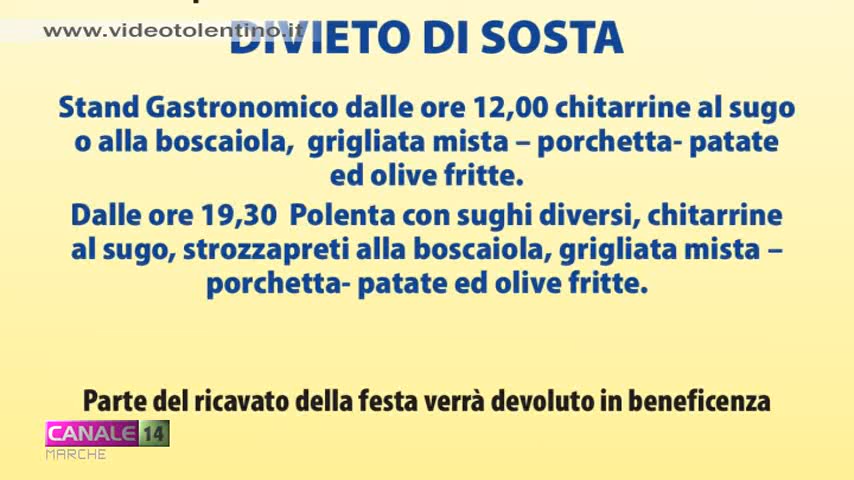 www.videotolentino.it
DIVIETO DI SOSTA
Stand Gastronomico dalle ore 12,00 chitarrine al sugo
o alla boscaiola, grigliata mista – porchetta- patate
ed olive fritte.
Dalle ore 19,30 Polenta con sughi diversi, chitarrine
al sugo, strozzapreti alla boscaiola, grigliata mista –
porchetta- patate ed olive fritte.
Parte del ricavato della festa verrà devoluto in beneficenza
CANALE 14
MARCHE